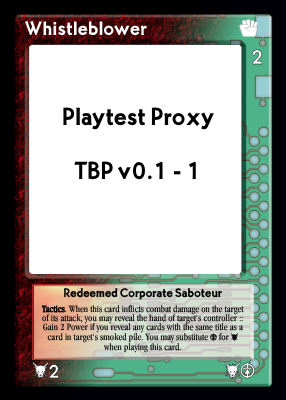 Whistleblower
2
Playtest Proxy
TBP v0.1 - 1
Redeemed Corporate Saboteur
Tactics. When this card inflicts combat damage on the target
of its attack, you may reveal the hand of target's controller ::
Gain 2 Power if you reveal any cards with the same title as a
card in target's smoked pile. You may substitute for
when playing this card.
2